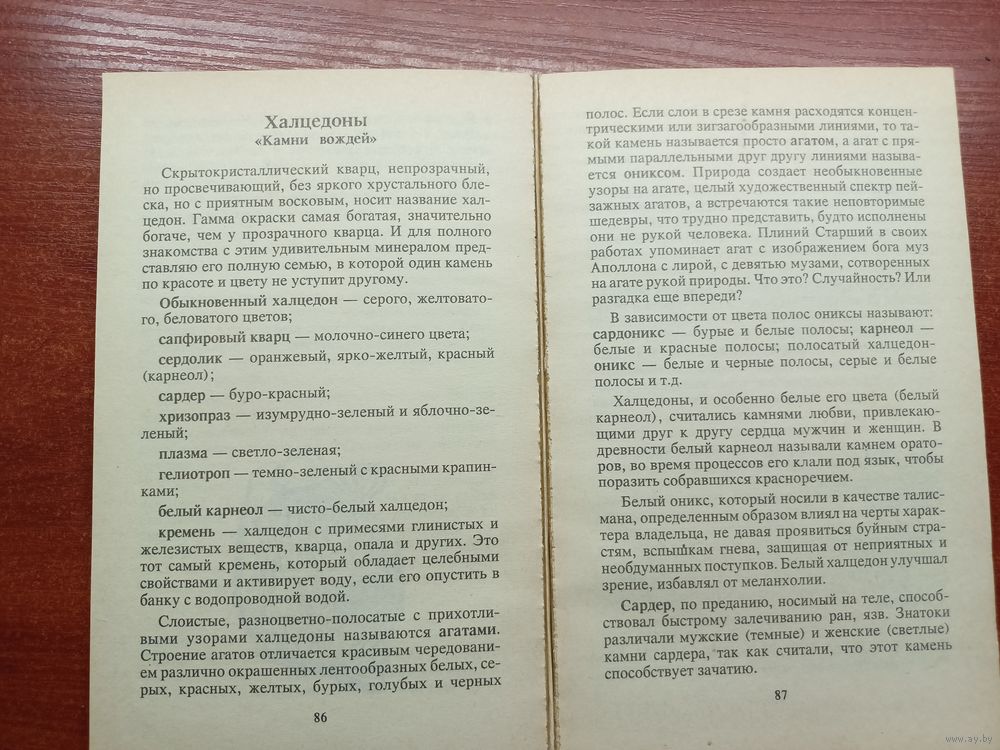 Халцедоны
«Камни вождей»
Скрытокристаллический кварц, непрозрачный,
но просвечивающий, без яркого хрустального бле-
ска, но с приятным восковым, носит название хал-
цедон. Гамма окраски самая богатая, значительно
богаче, чем у прозрачного кварца. И для полного
знакомства с этим удивительным минералом пред-
ставляю его полную семью, в которой один камень
по красоте и цвету не уступит другому.
Обыкновенный халцедон — серого, желтовато-
го, беловатого цветов;
сапфировый кварц — молочно-синего цвета;
сердолик — оранжевый, ярко-желтый, красный
(карнеол);
сардер — буро-красный;
хризопраз — изумрудно-зеленый и яблочно-зе-
леный;
плазма — светло-зеленая;
гелиотроп — темно-зеленый с красными крапин-
ками;
белый карнеол — чисто-белый халцедон;
кремень — халцедон с примесями глинистых и
железистых веществ, кварца, опала и других. Это
тот самый кремень, который обладает целебными
свойствами и активирует воду, если его опустить в
банку с водопроводной водой.
Слоистые, разноцветно-полосатые с прихотли-
выми узорами халцедоны называются агатами.
Строение агатов отличается красивым чередовани-
ем различно окрашенных лентообразных белых, се-
рых, красных, желтых, бурых, голубых и черных
86
полос. Если слои в срезе камня расходятся концен-
трическими или зигзагообразными линиями, то та-
кой камень называется просто агатом, а агат с пря-
мыми параллельными друг другу линиями называ-
ется ониксом. Природа создает необыкновенные
узоры на агате, целый художественный спектр пей-
зажных агатов, а встречаются такие неповторимые
шедевры, что трудно представить, будто исполнены
они не рукой человека. Плиний Старший в своих
работах упоминает агат с изображением бога муз
Аполлона с лирой, с девятью музами, сотворенных
на агате рукой природы. Что это? Случайность? Или
разгадка еще впереди?
В зависимости от цвета полос ониксы называют:
сардоникс — бурые и белые полосы; карнеол —
белые и красные полосы; полосатый халцедон-
оникс — белые и черные полосы, серые и белые
полосы и т.д.
Халцедоны, и особенно белые его цвета (белый
карнеол), считались камнями любви, привлекаю-
щими друг к другу сердца мужчин и женщин. В
древности белый карнеол называли камнем орато-
ров, во время процессов его клали под язык, чтобы
поразить собравшихся красноречием.
Белый оникс, который носили в качестве талис-
мана, определенным образом влиял на черты харак-
тера владельца, не давая проявиться буйным стра-
стям, вспышкам гнева, защищая от неприятных и
необдуманных поступков. Белый халцедон улучшал
зрение, избавлял от меланхолии.
Сардер, по преданию, носимый на теле, способ-
ствовал быстрому залечиванию ран, язв. Знатоки
различали мужские (темные) и женские (светлые)
камни сардера, так как считали, что этот камень
способствует зачатию.
87
www.ay.by